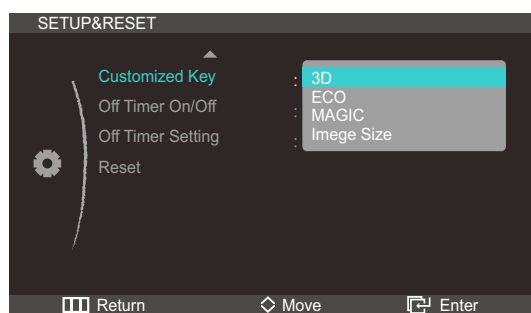 SETUP&RESET
Customized Key : 3D
ECO
Off Timer On/Off :
MAGIC
Off Timer Setting :
Imege Size
Reset
Return Move Enter